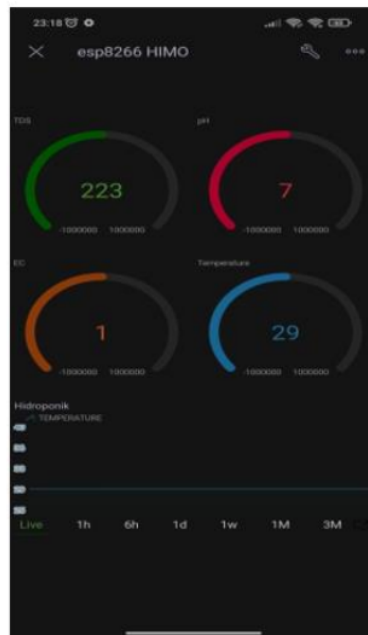 23:18
esp8266 HIMO
TDS
pH
223
7
-1000000 1000000
-1000000 1000000
EC
Temperature
1
29
-1000000 1000000
-1000000 1000000
Hidroponik
TEMPERATURE
Live 1h 6h 1d 1w 1M 3M